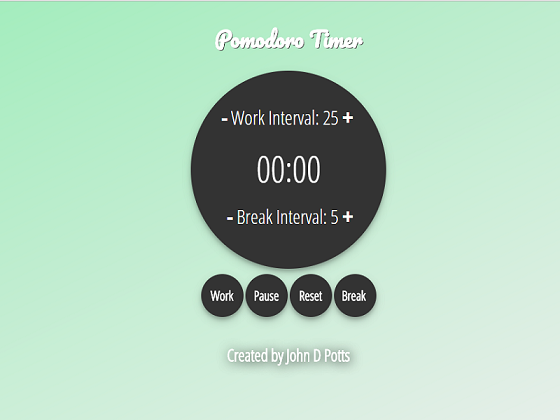 Pomodoro Timer
- Work Interval: 25 +
00:00
- Break Interval: 5 +
Work Pause Reset Break
Created by John D Potts